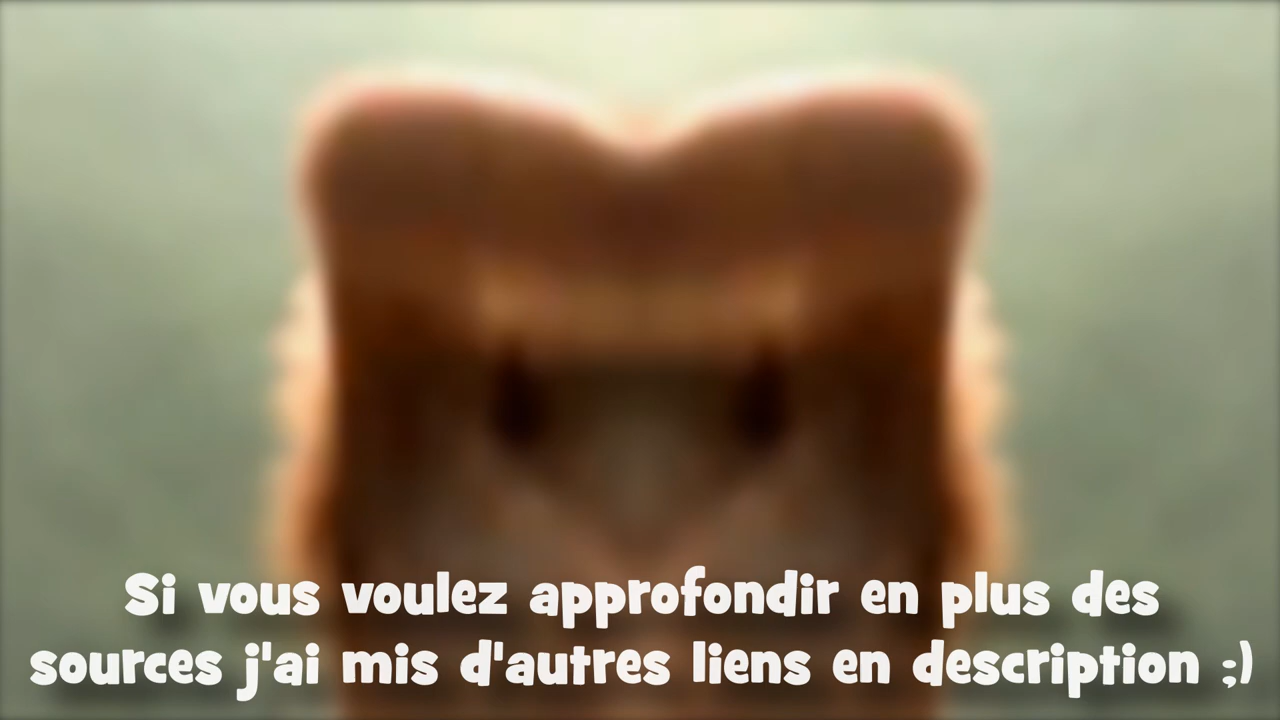 Si vous voulez approfondir en plus des
sources j'ai mis d'autres liens en description ;)